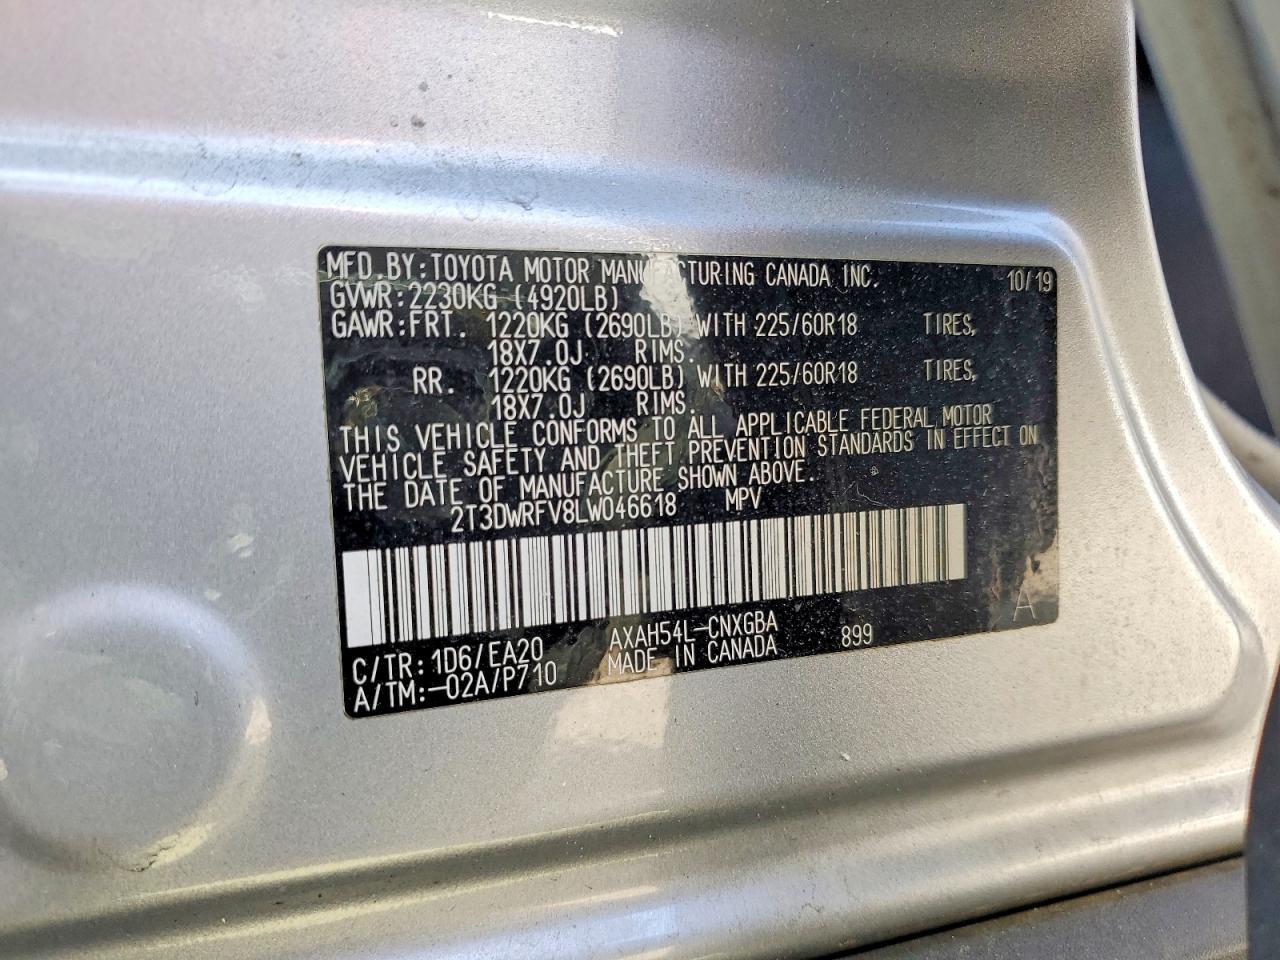 MFD.BY:TOYOTA MOTOR MANUFACTURING CANADA INC. 10/19
GVWR:2230KG (4920LB)
GAWR:FRT. 1220KG (2690LB) WITH 225/60R18 TIRES,
18X7.0J RIMS.
RR. 1220KG (2690LB) WITH 225/60R18 TIRES,
18X7.0J RIMS.
THIS VEHICLE CONFORMS TO ALL APPLICABLE FEDERAL MOTOR
VEHICLE SAFETY AND THEFT PREVENTION STANDARDS IN EFFECT ON
THE DATE OF MANUFACTURE SHOWN ABOVE.
2T3DWRFV8LW046618 MPV
C/TR:1D6/EA20 AXAH54L-CNXGBA 899 A
A/TM:-02A/P710 MADE IN CANADA